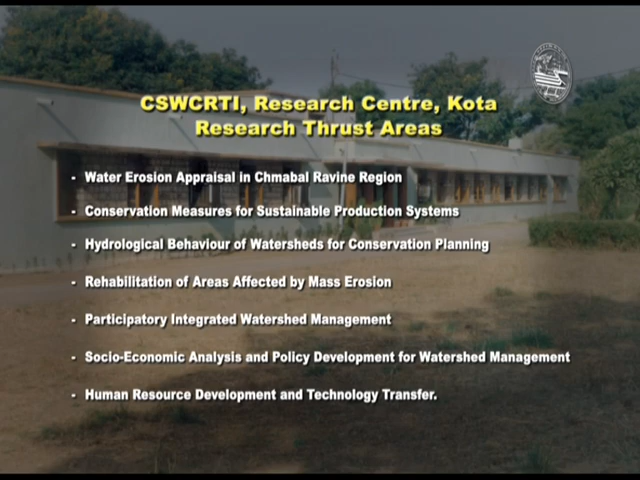 CSWCRTI, Research Centre, Kota
Research Thrust Areas
- Water Erosion Appraisal in Chmabal Ravine Region
- Conservation Measures for Sustainable Production Systems
- Hydrological Behaviour of Watersheds for Conservation Planning
- Rehabilitation of Areas Affected by Mass Erosion
- Participatory Integrated Watershed Management
- Socio-Economic Analysis and Policy Development for Watershed Management
- Human Resource Development and Technology Transfer.